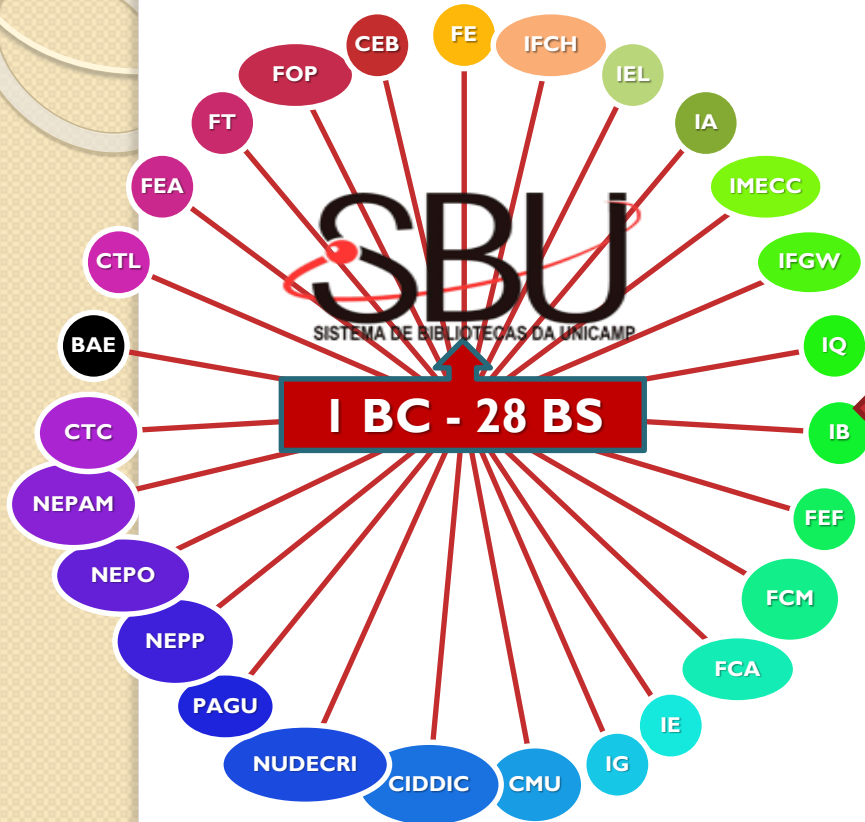 FE
IFCH
IEL
IA
IMECC
IFGW
IQ
IB
FEF
FCM
FCA
IE
IG
CMU
CIDDIC
NUDECRI
PAGU
NEPP
NEPO
NEPAM
CTC
BAE
CTL
FEA
FT
FOP
CEB
SBU
SISTEMA DE BIBLIOTECAS DA UNICAMP
1 BC - 28 BS